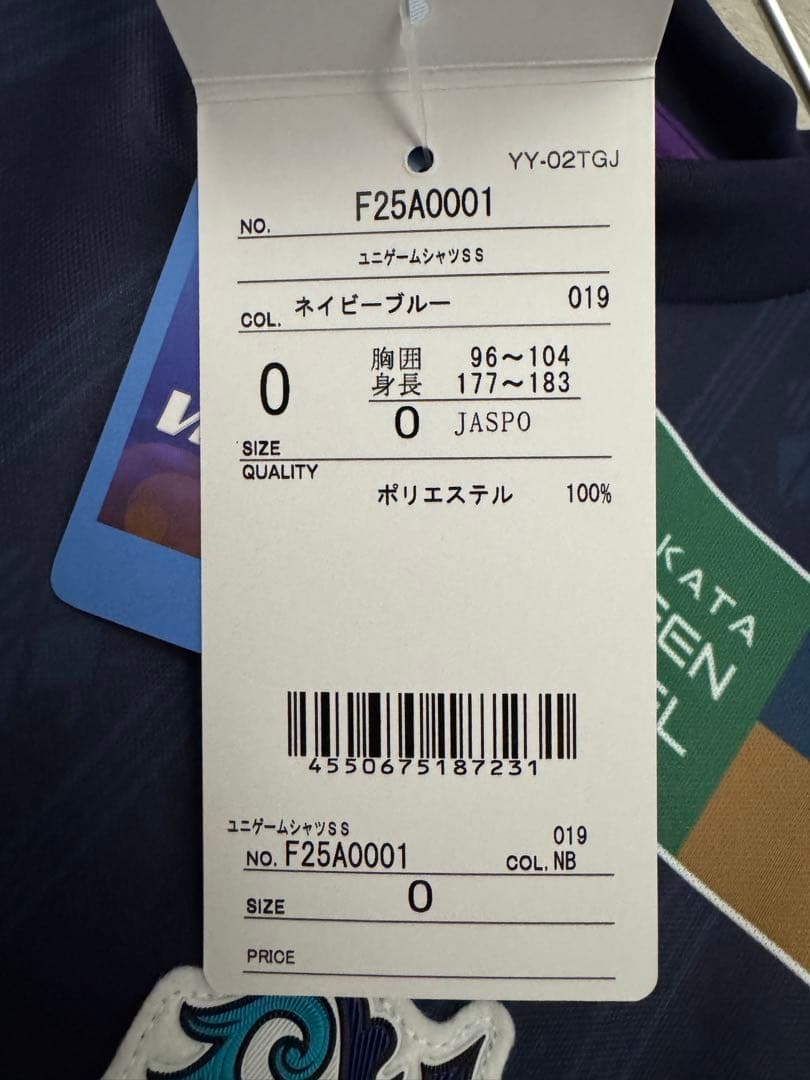 YY-02TGJ
NO. F25A0001
ユニゲームシャツSS
COL. ネイビーブルー 019
胸囲 96～104
身長 177～183
0
0 JASPO
SIZE
QUALITY
ポリエステル 100%
KATA
EEN
EL
4550675187231
ユニゲームシャツSS 019
NO. F25A0001 COL. NB
SIZE 0
PRICE